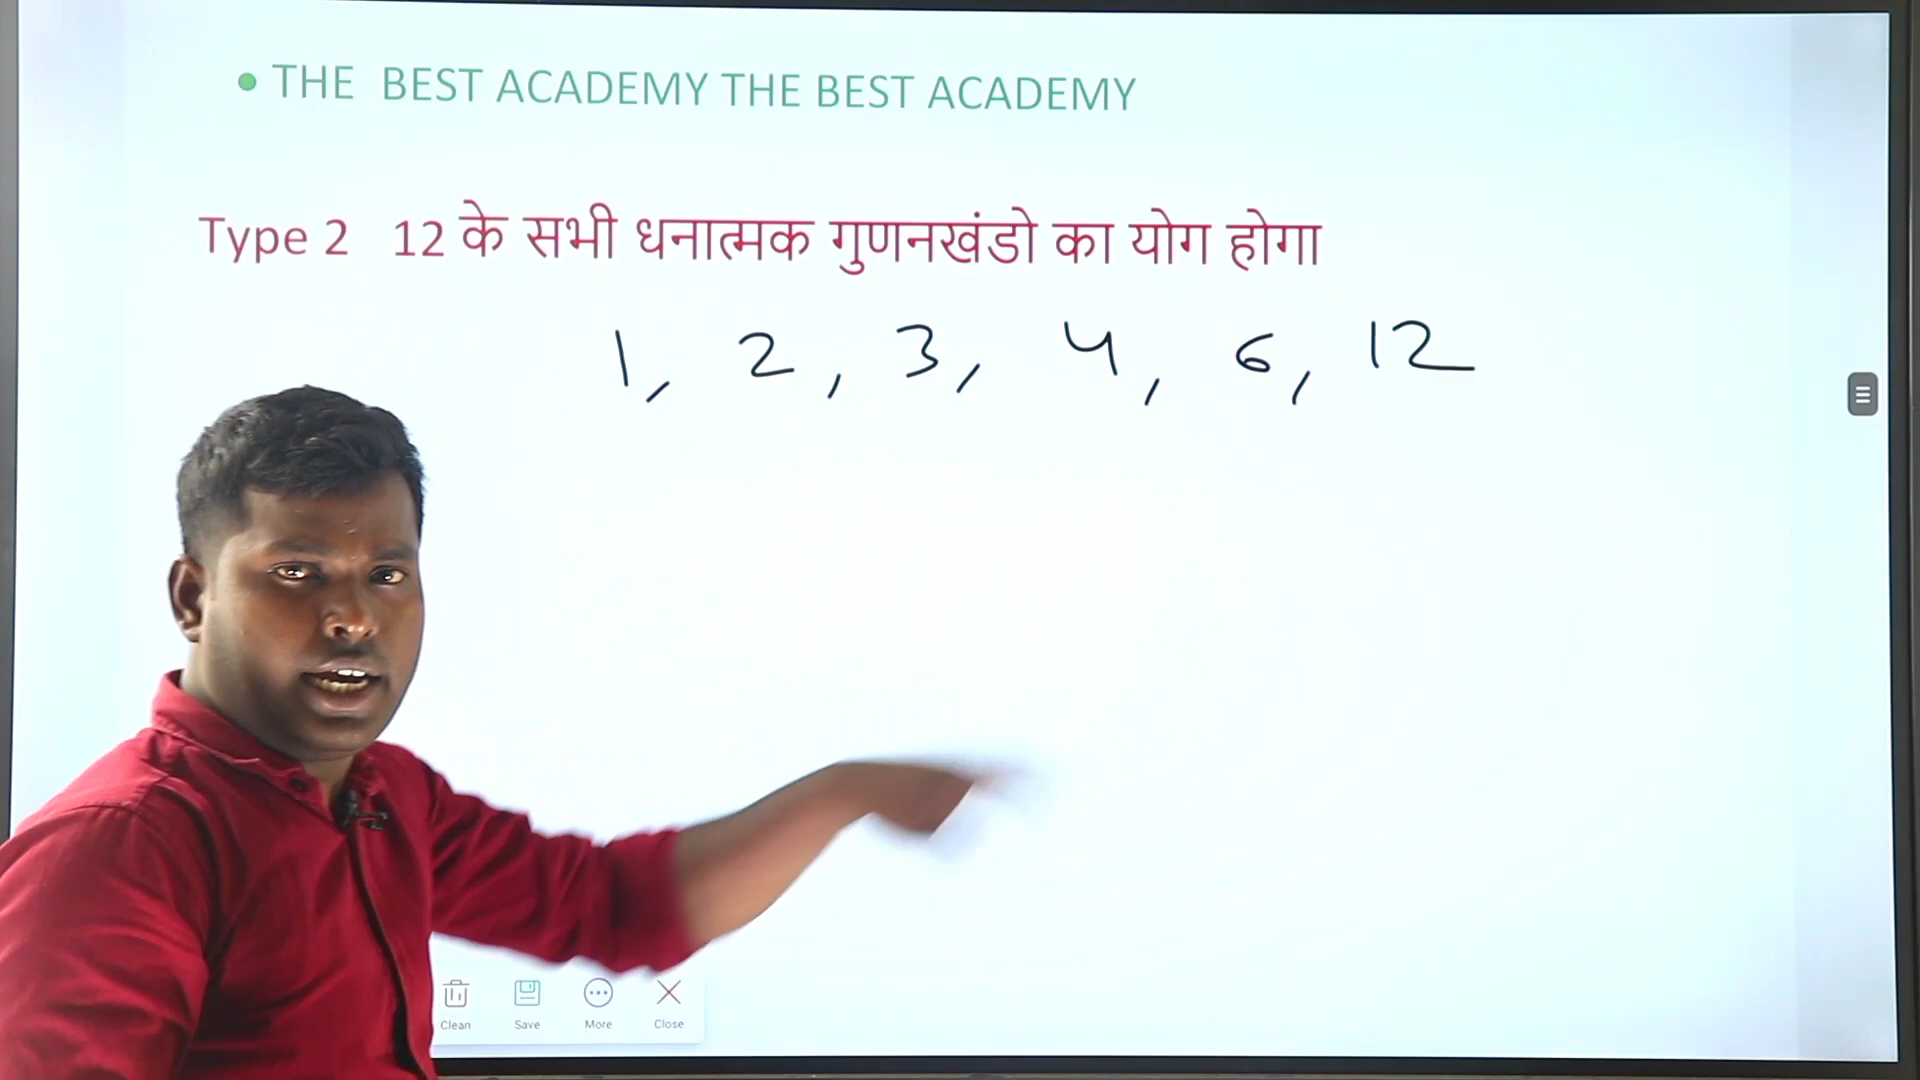 • THE BEST ACADEMY THE BEST ACADEMY
Type 2 12 के सभी धनात्मक गुणनखंडो का योग होगा
1, 2, 3, 4, 6, 12
Clean Save More Close